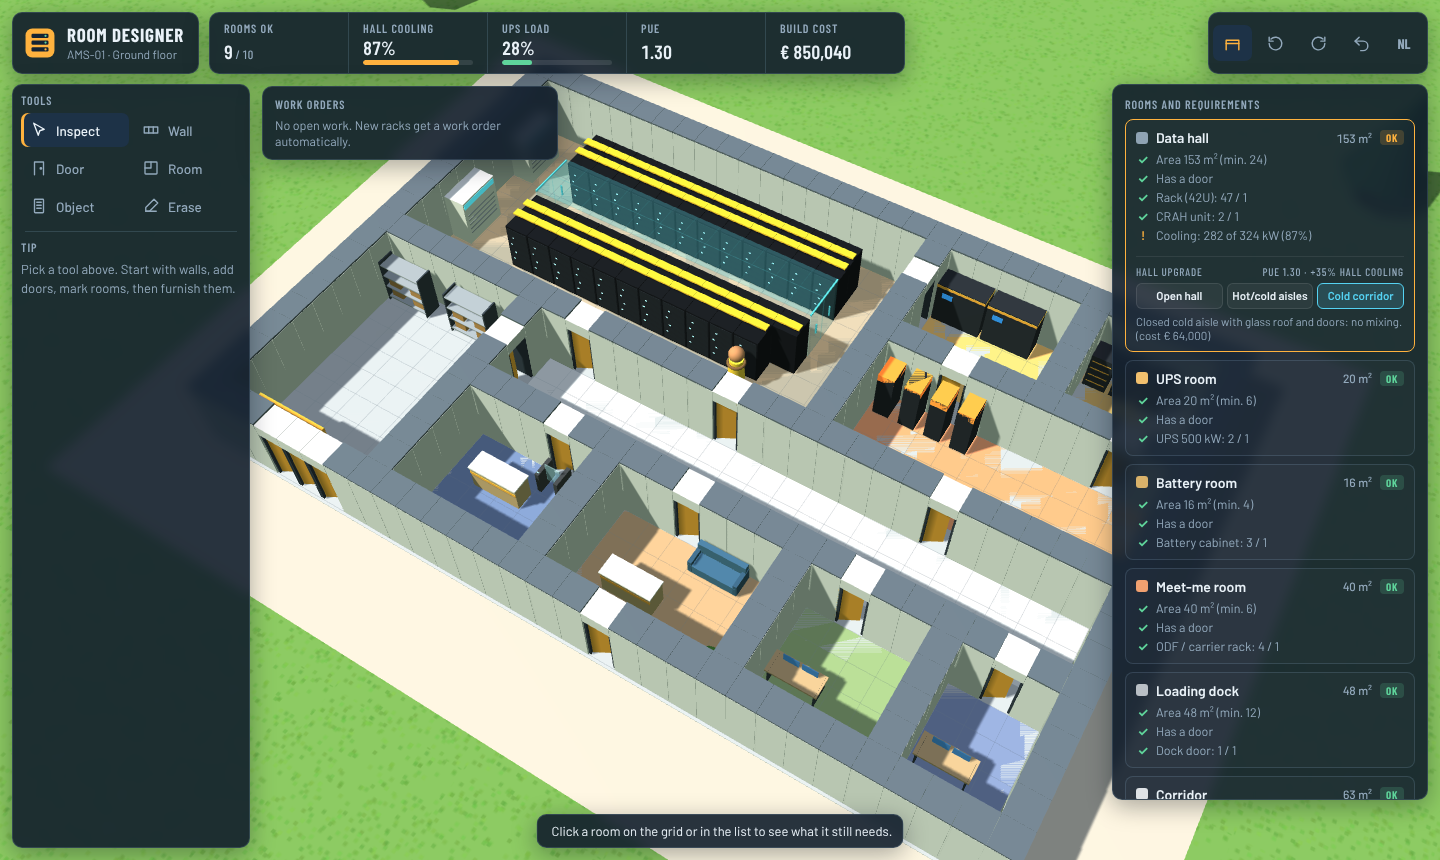 ROOM DESIGNER
AMS-01 · Ground floor
ROOMS OK
9 / 10
HALL COOLING
87%
UPS LOAD
28%
PUE
1.30
BUILD COST
€ 850,040
NL
TOOLS
Inspect
Wall
Door
Room
Object
Erase
TIP
Pick a tool above. Start with walls, add
doors, mark rooms, then furnish them.
WORK ORDERS
No open work. New racks get a work order
automatically.
ROOMS AND REQUIREMENTS
Data hall 153 m² OK
Area 153 m² (min. 24)
Has a door
Rack (42U): 47 / 1
CRAH unit: 2 / 1
! Cooling: 282 of 324 kW (87%)
HALL UPGRADE PUE 1.30 · +35% HALL COOLING
Open hall Hot/cold aisles Cold corridor
Closed cold aisle with glass roof and doors: no mixing.
(cost € 64,000)
UPS room 20 m² OK
Area 20 m² (min. 6)
Has a door
UPS 500 kW: 2 / 1
Battery room 16 m² OK
Area 16 m² (min. 4)
Has a door
Battery cabinet: 3 / 1
Meet-me room 40 m² OK
Area 40 m² (min. 6)
Has a door
ODF / carrier rack: 4 / 1
Loading dock 48 m² OK
Area 48 m² (min. 12)
Has a door
Dock door: 1 / 1
Corridor 63 m² OK
Click a room on the grid or in the list to see what it still needs.